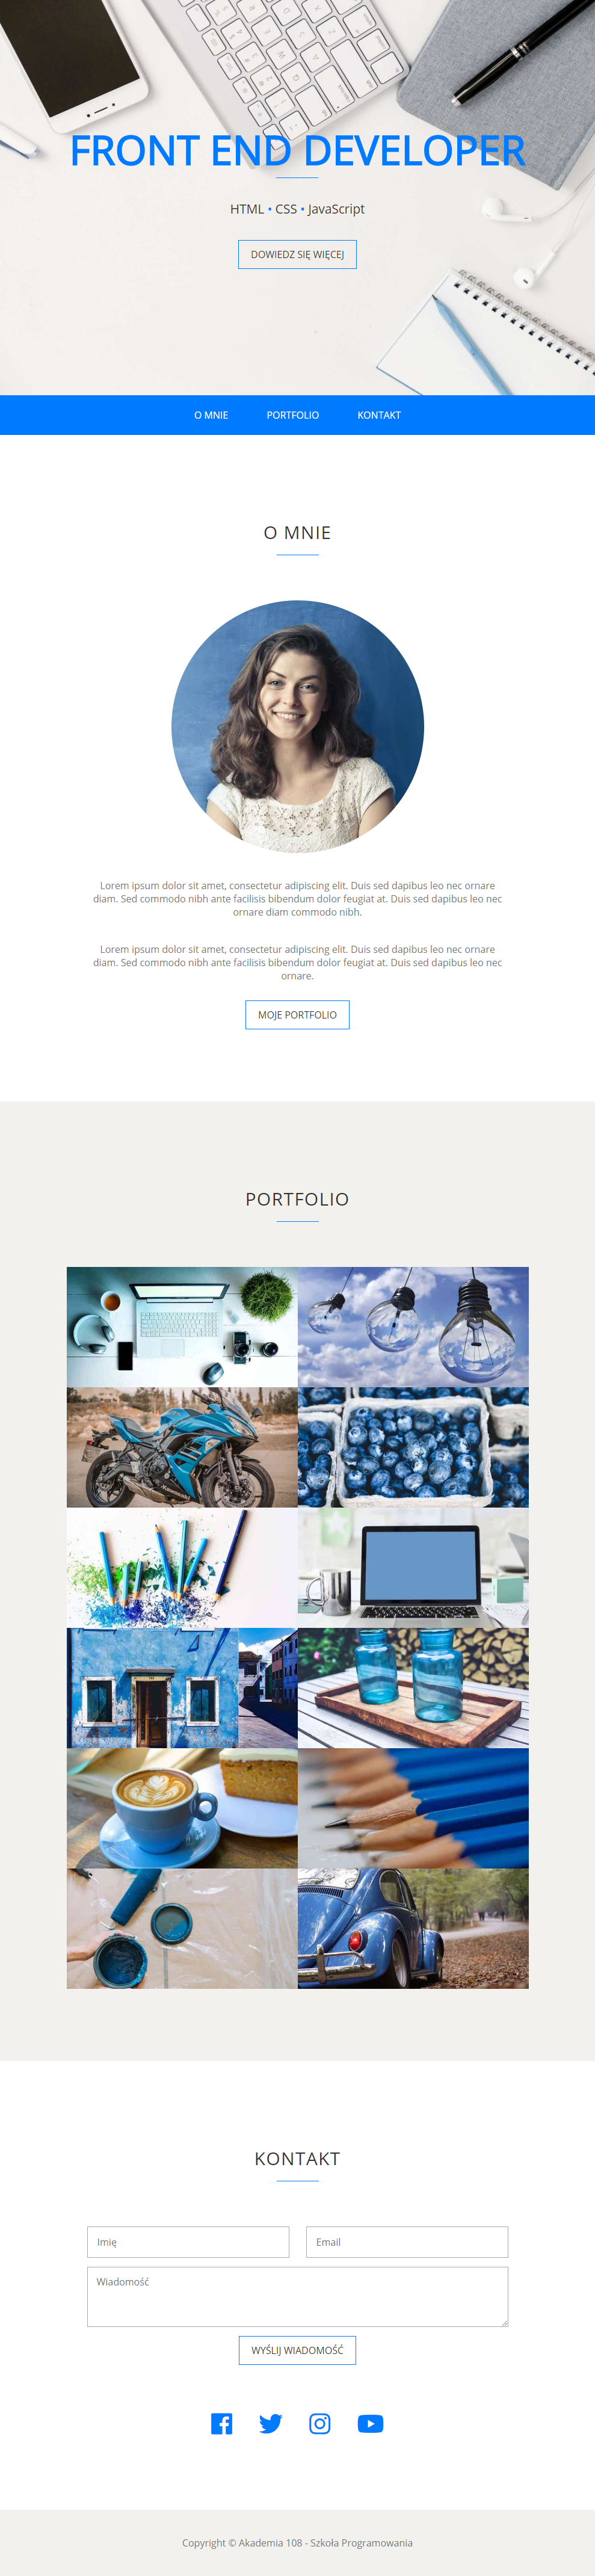 FRONT END DEVELOPER
HTML • CSS • JavaScript
DOWIEDZ SIĘ WIĘCEJ
O MNIE PORTFOLIO KONTAKT
O MNIE
Lorem ipsum dolor sit amet, consectetur adipiscing elit. Duis sed dapibus leo nec ornare
diam. Sed commodo nibh ante facilisis bibendum dolor feugiat at. Duis sed dapibus leo nec
ornare diam commodo nibh.
Lorem ipsum dolor sit amet, consectetur adipiscing elit. Duis sed dapibus leo nec ornare
diam. Sed commodo nibh ante facilisis bibendum dolor feugiat at. Duis sed dapibus leo nec
ornare.
MOJE PORTFOLIO
PORTFOLIO
KONTAKT
Imię Email
Wiadomość
WYŚLIJ WIADOMOŚĆ
Copyright © Akademia 108 - Szkoła Programowania